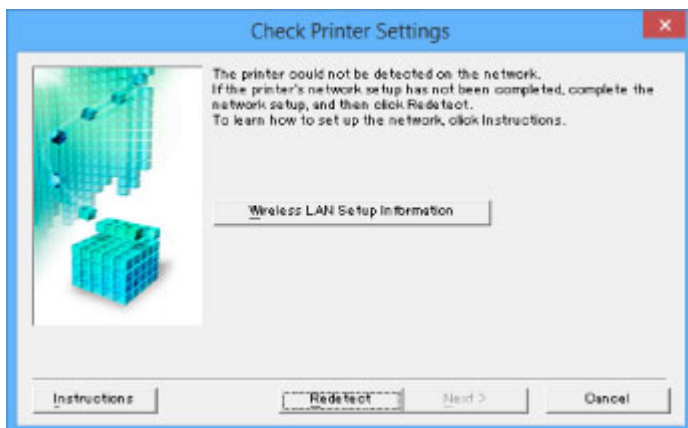 Check Printer Settings
The printer could not be detected on the network.
If the printer's network setup has not been completed, complete the
network setup, and then click Redetect.
To learn how to set up the network, click Instructions.
Wireless LAN Setup Information
Instructions
Redetect
Next >
Cancel